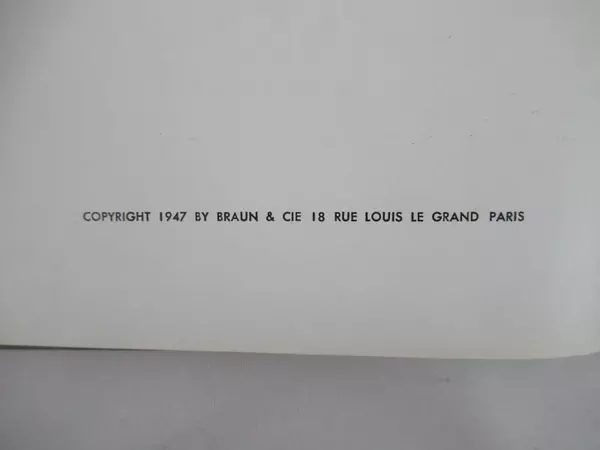 COPYRIGHT 1947 BY BRAUN & CIE 18 RUE LOUIS LE GRAND PARIS